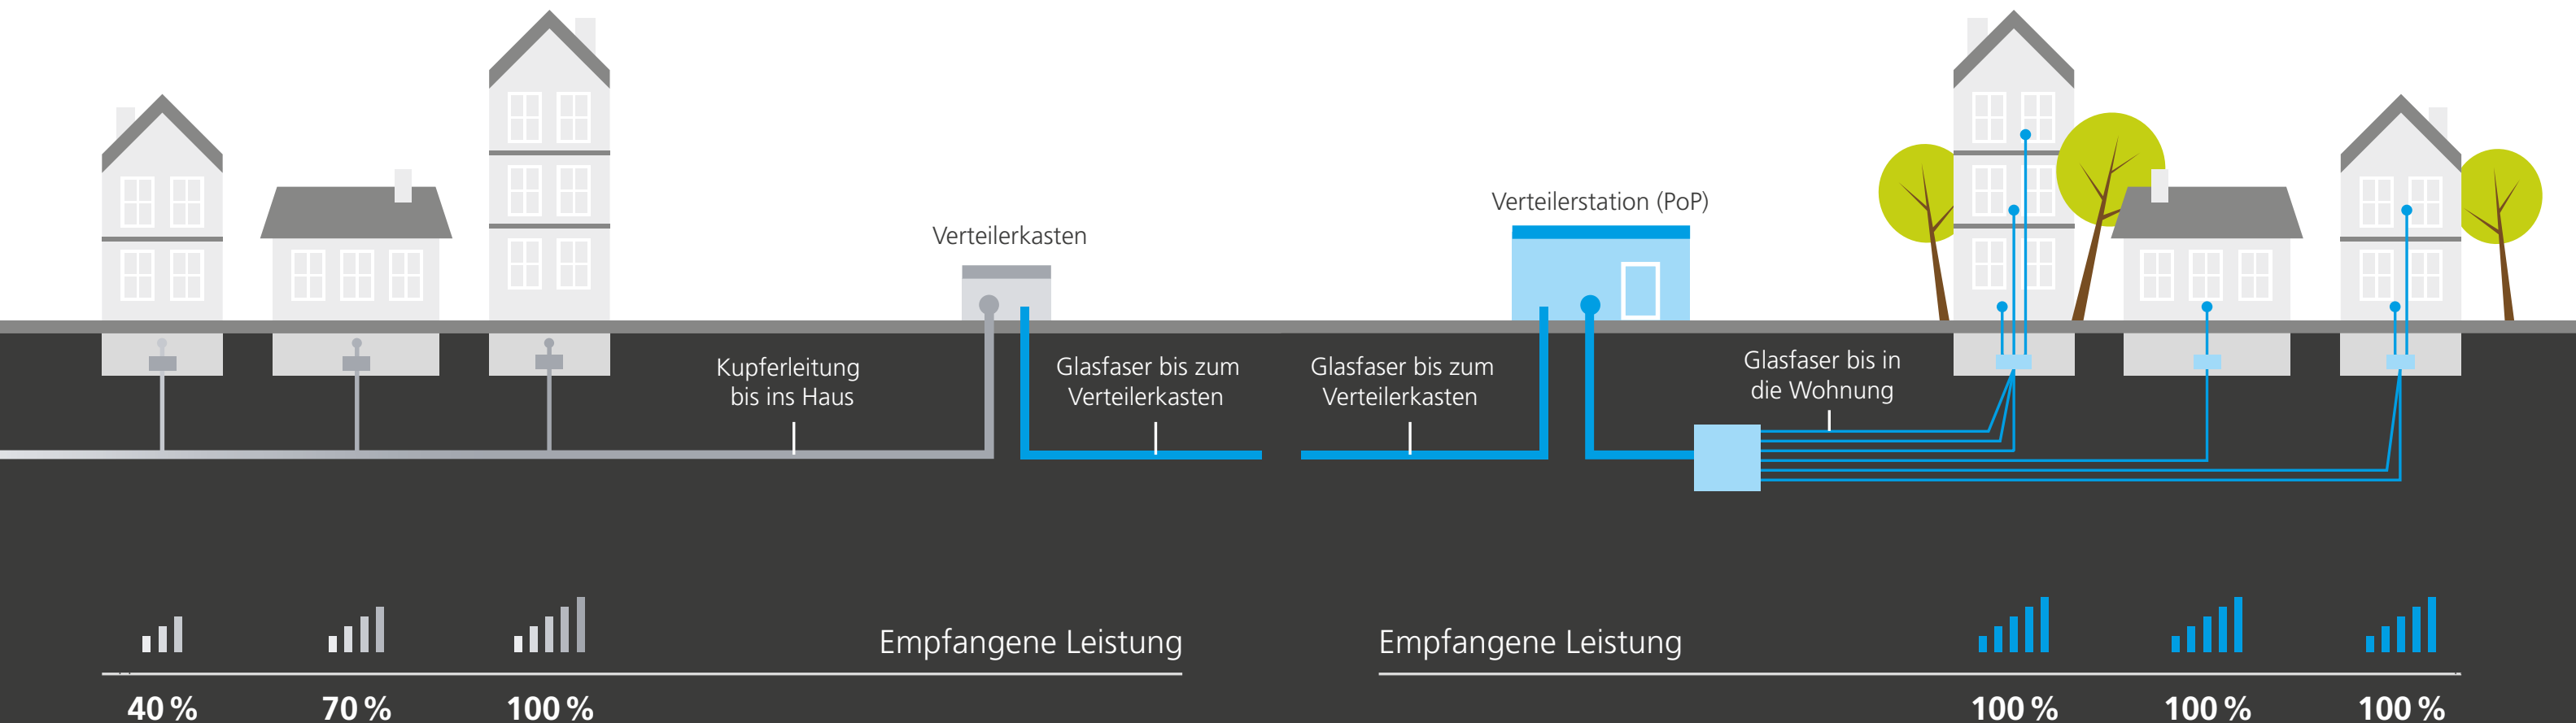 Verteilerkasten
Verteilerstation (PoP)
Kupferleitung
bis ins Haus
Glasfaser bis zum
Verteilerkasten
Glasfaser bis zum
Verteilerkasten
Glasfaser bis in
die Wohnung
Empfangene Leistung
Empfangene Leistung
40 %
70 %
100 %
100 %
100 %
100 %